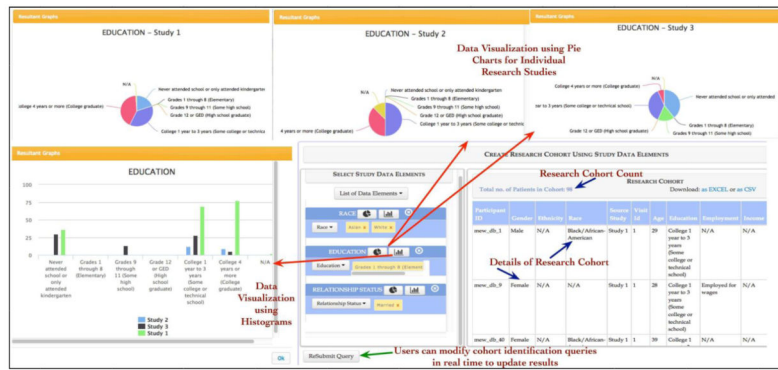 Resultant Graphs
EDUCATION - Study 1
N/A
ollege 4 years or more (College graduate)
Never attended school or only attended kindergarten
Grades 1 through 8 (Elementary)
Grades 9 through 11 (Some high school)
Grade 12 or GED (High school graduate)
College 1 year to 3 years (Some college or technica
Resultant Graphs
EDUCATION - Study 2
N/A
4 years or more (College graduate)
Never attended school or only attended kindergarten
Grades 1 through 8 (Elementary)
Grades 9 through 11 (Some high school)
Grade 12 or GED (High school graduate)
College 1 year to 3 years (Some college or techni
Data Visualization using Pie
Charts for Individual
Research Studies
Resultant Graphs
EDUCATION - Study 3
N/A
College 4 years or more (College graduate)
ear to 3 years (Some college or technical school)
Grade 12 or GED (High school graduate)
Never attended school or only attended
Grades 1 through 8 (Elementary)
Grades 9 through 11 (Some high school)
Resultant Graphs
EDUCATION
100
75
50
25
0
Never attended school or only attended kindergarten
Grades 1 through 8 (Elementary)
Grades 9 through 11 (Some high school)
Grade 12 or GED (High school graduate)
College 1 year to 3 years (Some college or technical school)
College 4 years or more (College graduate)
N/A
Study 2
Study 3
Study 1
Ok
Data
Visualization
using
Histograms
CREATE RESEARCH COHORT USING STUDY DATA ELEMENTS
SELECT STUDY DATA ELEMENTS
List of Data Elements
RACE
Race
Asian x
White x
EDUCATION
Education
Grades 1 through 8 (Element
RELATIONSHIP STATUS
Relationship Status
Married x
ReSubmit Query
Users can modify cohort identification queries
in real time to update results
Research Cohort Count
RESEARCH COHORT
Total no. of Patients in Cohort: 98
Download: as EXCEL or as CSV
Participant ID Gender Ethnicity Race Source Study Visit Id Age Education Employment Income
mew_db_1 Male N/A Black/African-American Study 1 1 28 College 1 year to 3 years (Some college or technical school) N/A N/A
Details of Research Cohort
mew_db_9 Female N/A N/A Study 1 1 28 College 1 year to 3 years (Some college or technical school) Employed for wages N/A
mew_db_40 Female N/A Black/African- Study 1 1 39 College 1 N/A N/A